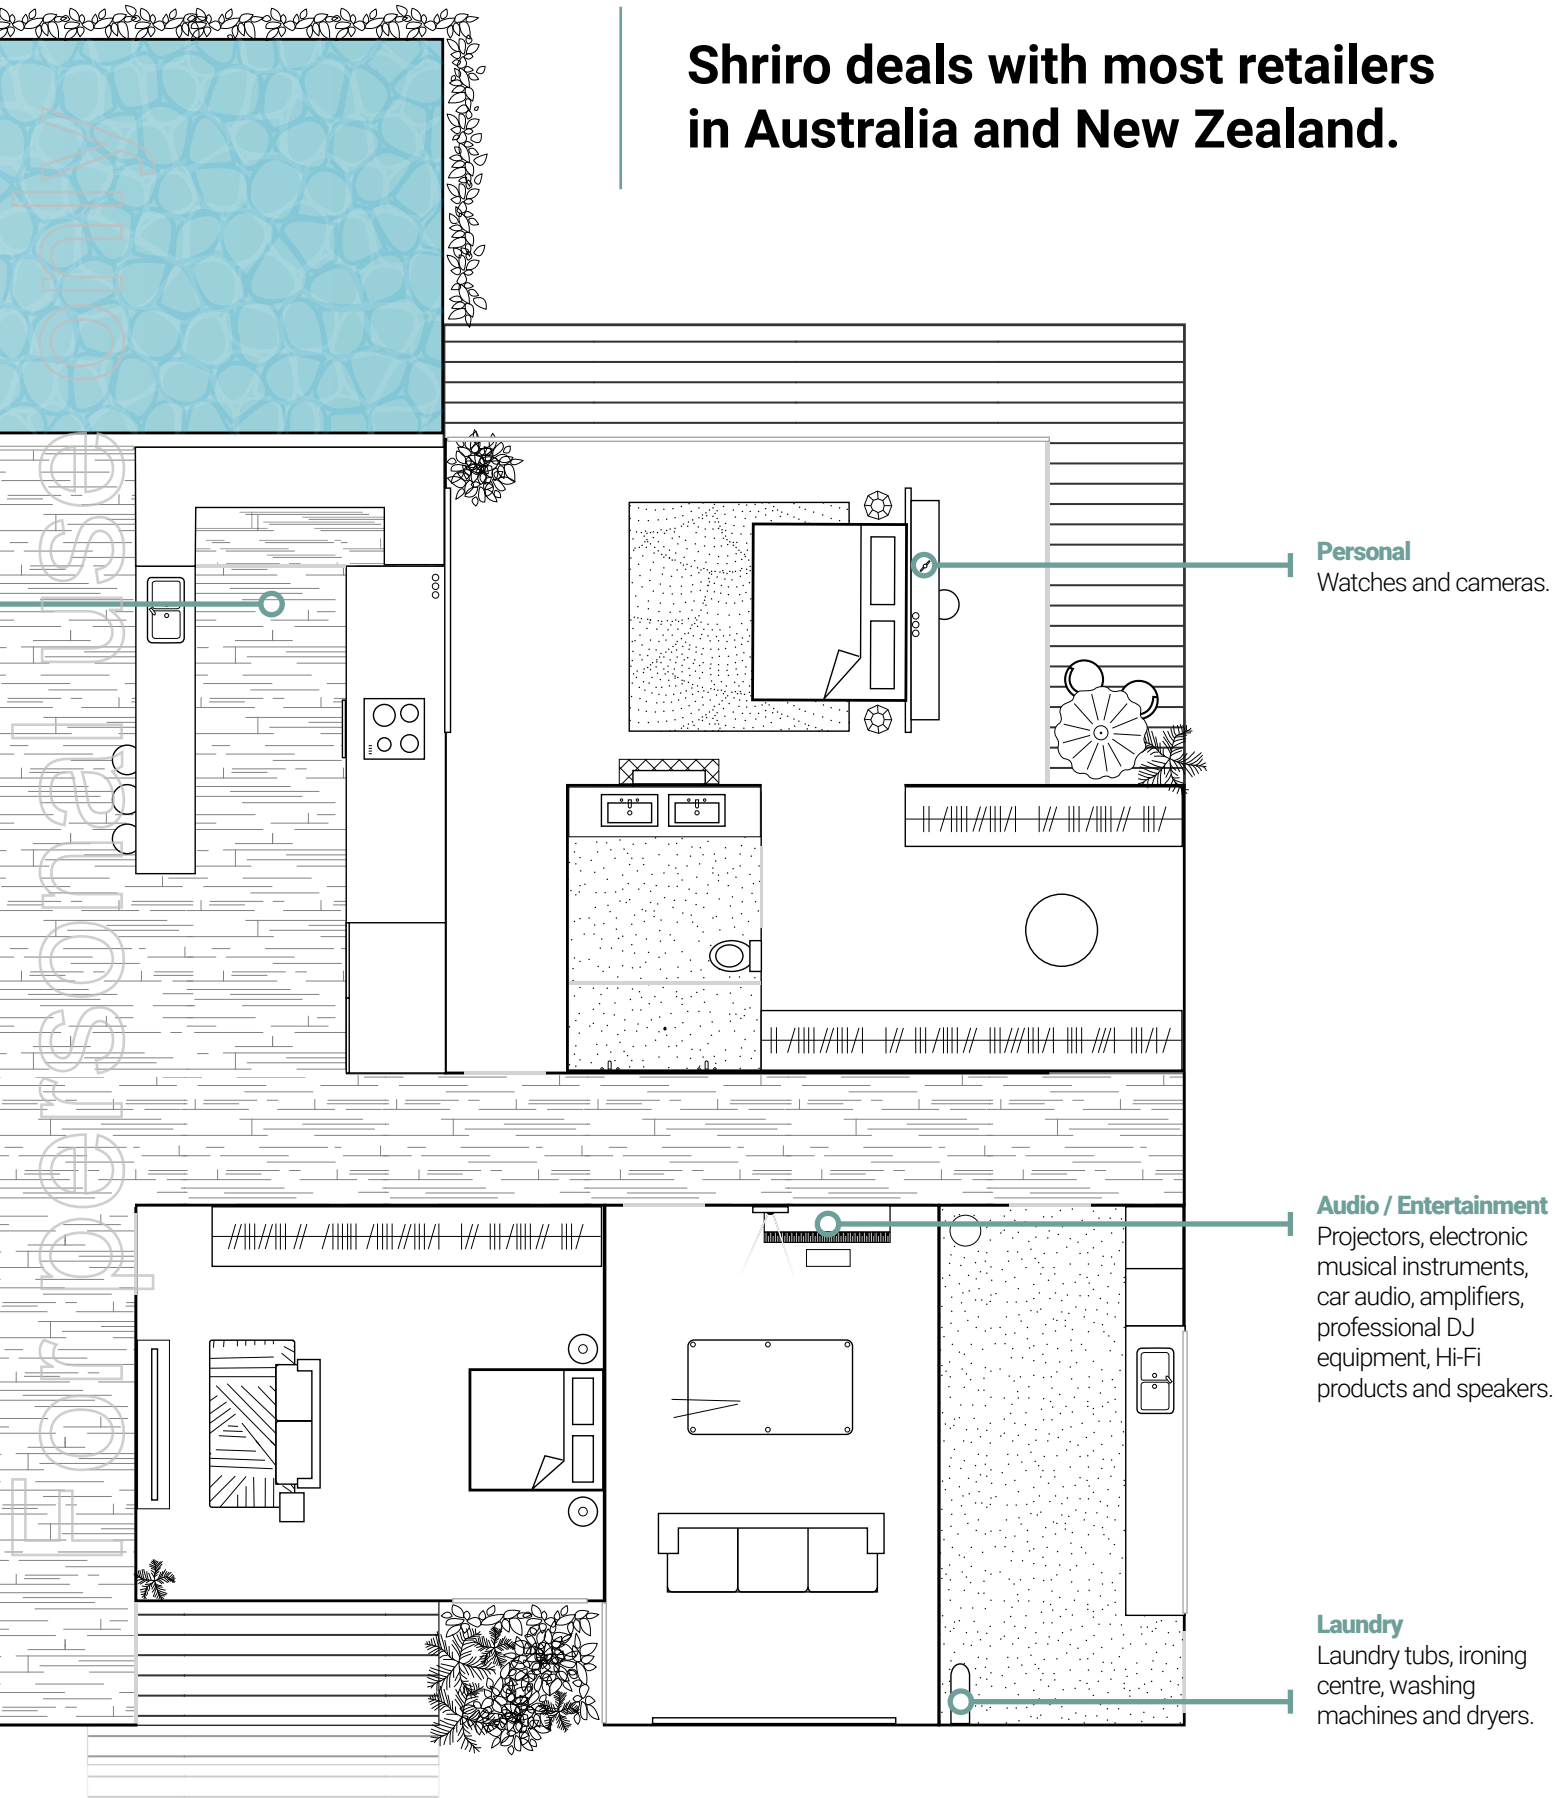 Shriro deals with most retailers
in Australia and New Zealand.
For personal use only
Personal
Watches and cameras.
Audio / Entertainment
Projectors, electronic
musical instruments,
car audio, amplifiers,
professional DJ
equipment, Hi-Fi
products and speakers.
Laundry
Laundry tubs, ironing
centre, washing
machines and dryers.